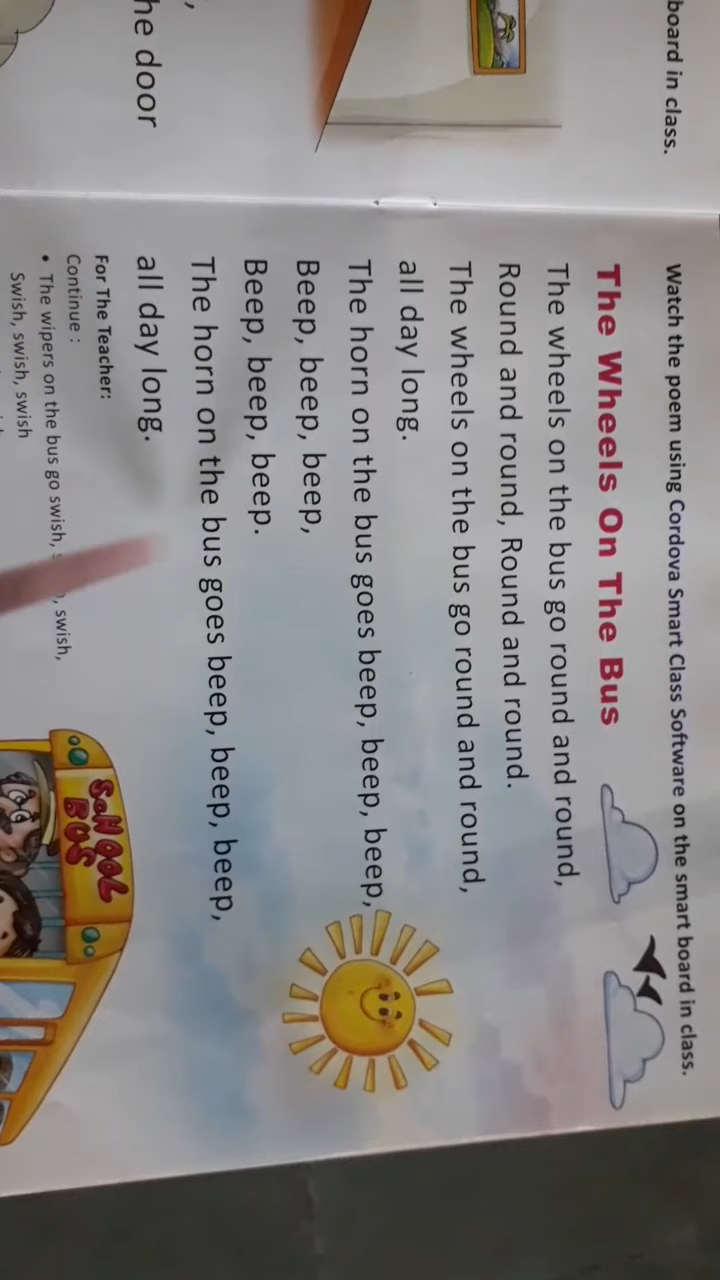 board in class.
he door
Watch the poem using Cordova Smart Class Software on the smart board in class.
The Wheels On The Bus
The wheels on the bus go round and round,
Round and round, Round and round.
The wheels on the bus go round and round,
all day long.
The horn on the bus goes beep, beep, beep,
Beep, beep, beep,
Beep, beep, beep.
The horn on the bus goes beep, beep, beep,
all day long.
For The Teacher:
Continue :
• The wipers on the bus go swish, swish,
Swish, swish, swish
SCHOOL
BUS